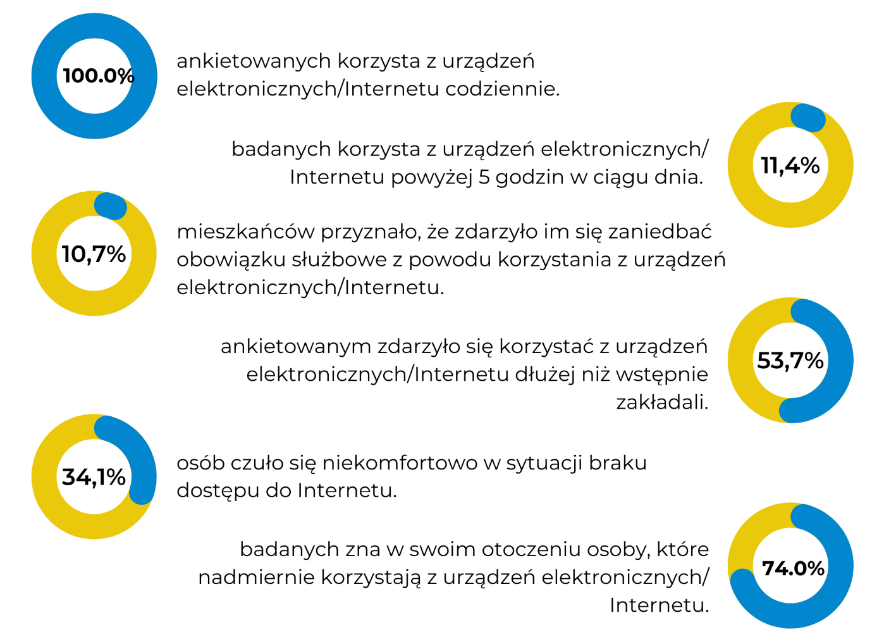 100.0%
ankietowanych korzysta z urządzeń
elektronicznych/Internetu codziennie.
badanych korzysta z urządzeń elektronicznych/
Internetu powyżej 5 godzin w ciągu dnia.
11,4%
10,7%
mieszkańców przyznało, że zdarzyło im się zaniedbać
obowiązku służbowe z powodu korzystania z urządzeń
elektronicznych/Internetu.
ankietowanym zdarzyło się korzystać z urządzeń
elektronicznych/Internetu dłużej niż wstępnie
zakładali.
53,7%
34,1%
osób czuło się niekomfortowo w sytuacji braku
dostępu do Internetu.
badanych zna w swoim otoczeniu osoby, które
nadmiernie korzystają z urządzeń elektronicznych/
Internetu.
74.0%